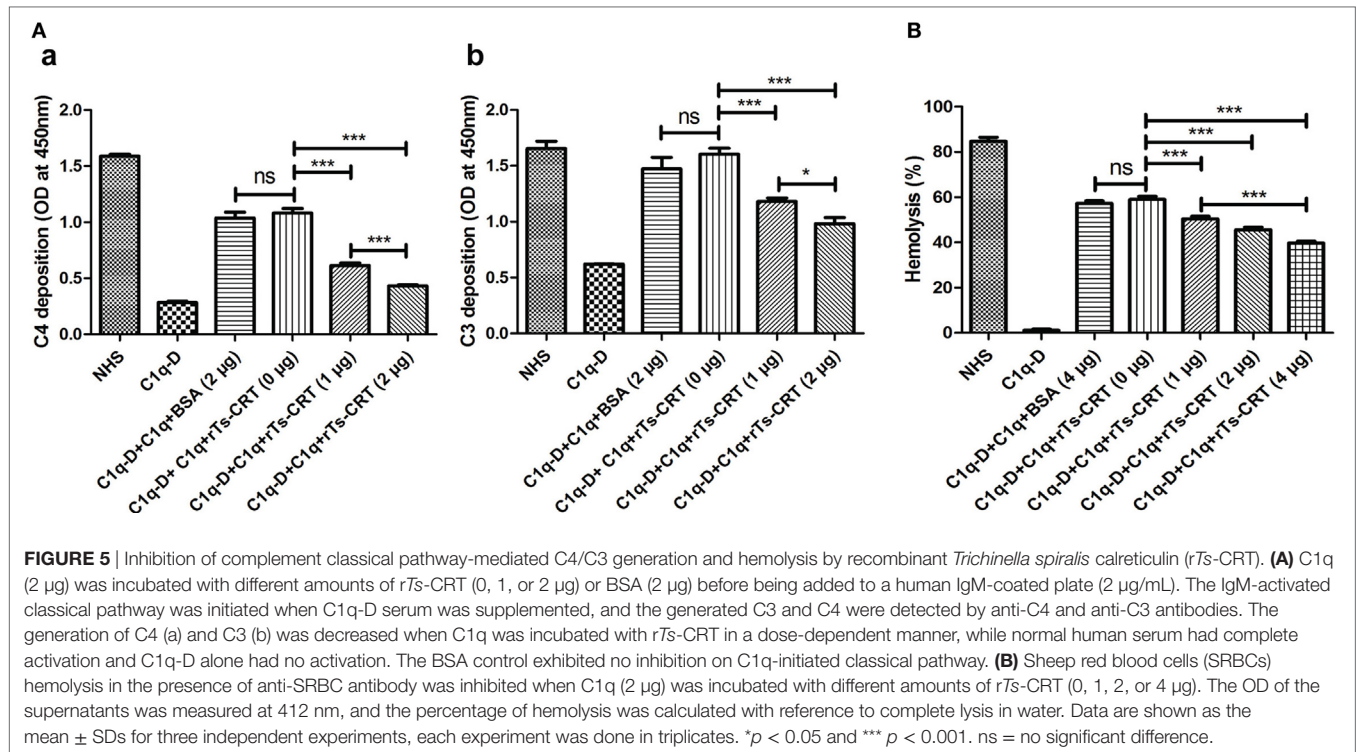 A
a
C4 deposition (OD at 450nm)
2.0
1.5
1.0
0.5
0.0
ns
***
***
***
NHS
C1q-D
C1q-D+C1q+BSA (2 µg)
C1q-D+ C1q+rTs-CRT (0 µg)
C1q-D+C1q+rTs-CRT (1 µg)
C1q-D+C1q+rTs-CRT (2 µg)
b
C3 deposition (OD at 450nm)
2.0
1.5
1.0
0.5
0.0
ns
***
***
*
NHS
C1q-D
C1q-D+C1q+BSA (2 µg)
C1q-D+ C1q+rTs-CRT (0 µg)
C1q-D+C1q+rTs-CRT (1 µg)
C1q-D+C1q+rTs-CRT (2 µg)
B
Hemolysis (%)
100
80
60
40
20
0
ns
***
***
***
***
NHS
C1q-D
C1q-D+C1q+BSA (4 µg)
C1q-D+C1q+rTs-CRT (0 µg)
C1q-D+C1q+rTs-CRT (1 µg)
C1q-D+C1q+rTs-CRT (2 µg)
C1q-D+C1q+rTs-CRT (4 µg)
FIGURE 5 | Inhibition of complement classical pathway-mediated C4/C3 generation and hemolysis by recombinant Trichinella spiralis calreticulin (rTs-CRT). (A) C1q
(2 µg) was incubated with different amounts of rTs-CRT (0, 1, or 2 µg) or BSA (2 µg) before being added to a human IgM-coated plate (2 µg/mL). The IgM-activated
classical pathway was initiated when C1q-D serum was supplemented, and the generated C3 and C4 were detected by anti-C4 and anti-C3 antibodies. The
generation of C4 (a) and C3 (b) was decreased when C1q was incubated with rTs-CRT in a dose-dependent manner, while normal human serum had complete
activation and C1q-D alone had no activation. The BSA control exhibited no inhibition on C1q-initiated classical pathway. (B) Sheep red blood cells (SRBCs)
hemolysis in the presence of anti-SRBC antibody was inhibited when C1q (2 µg) was incubated with different amounts of rTs-CRT (0, 1, 2, or 4 µg). The OD of the
supernatants was measured at 412 nm, and the percentage of hemolysis was calculated with reference to complete lysis in water. Data are shown as the
mean ± SDs for three independent experiments, each experiment was done in triplicates. *p < 0.05 and *** p < 0.001. ns = no significant difference.